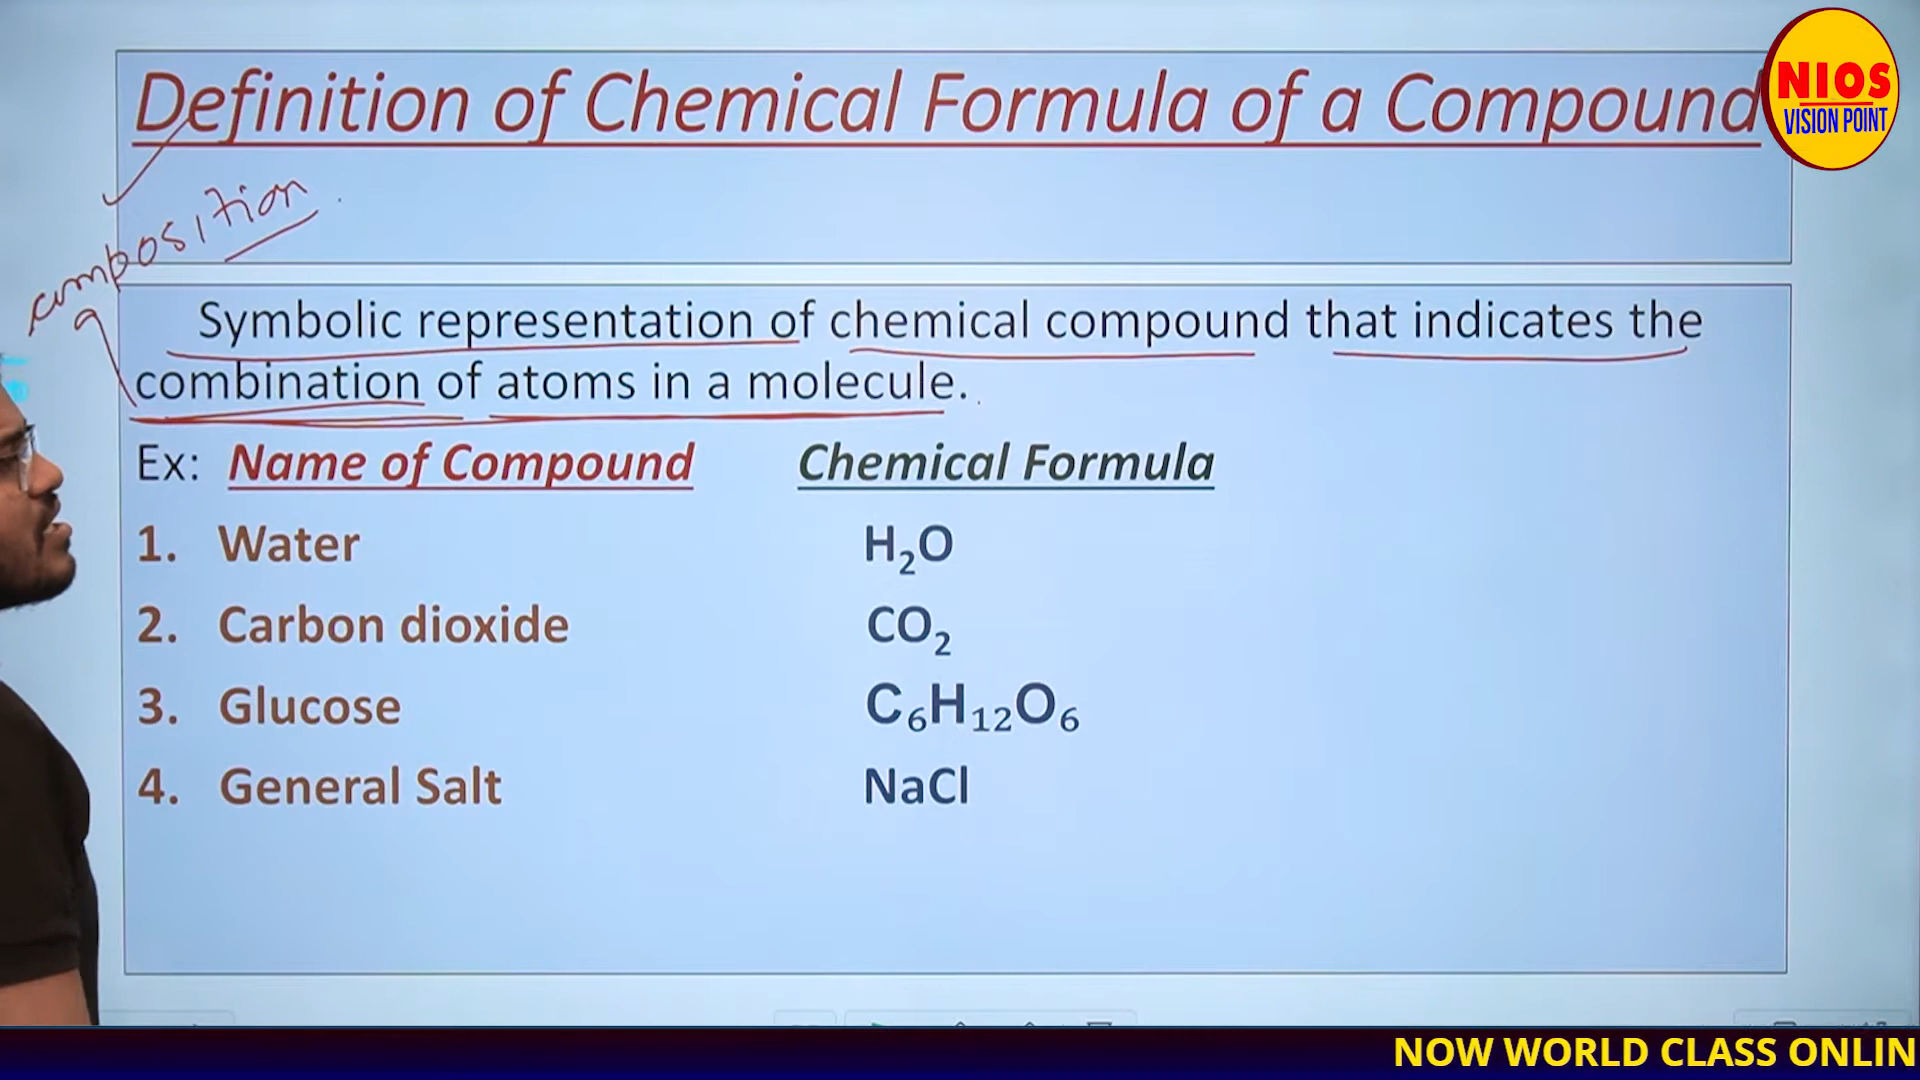 Definition of Chemical Formula of a Compound
NIOS
VISION POINT
composition
Symbolic representation of chemical compound that indicates the
combination of atoms in a molecule.
Ex: Name of Compound Chemical Formula
1. Water H₂O
2. Carbon dioxide CO₂
3. Glucose C₆H₁₂O₆
4. General Salt NaCl
NOW WORLD CLASS ONLIN